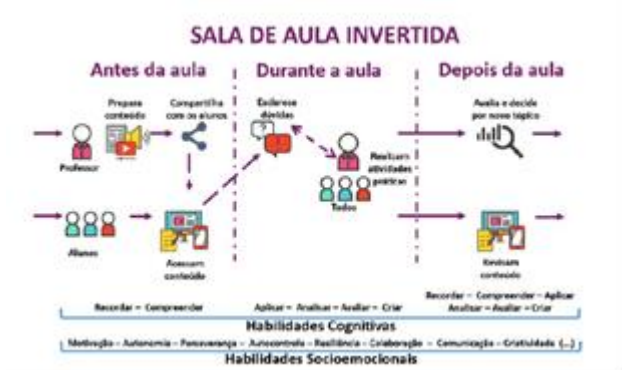 SALA DE AULA INVERTIDA
Antes da aula
Durante a aula
Depois da aula
Prepara
conteúdo
Compartilha
com os alunos
Esclarece
dúvidas
Avalia e decide
por novo tópico
Professor
Realizam
atividades
práticas
Todos
Alunos
Acessam
conteúdo
Revisam
conteúdo
Recordar – Compreender
Aplicar – Analisar – Avaliar – Criar
Recordar – Compreender – Aplicar
Analisar – Avaliar – Criar
Habilidades Cognitivas
Motivação – Autonomia – Perseverança – Autocontrole – Resiliência – Colaboração – Comunicação – Criatividade (...)
Habilidades Socioemocionais